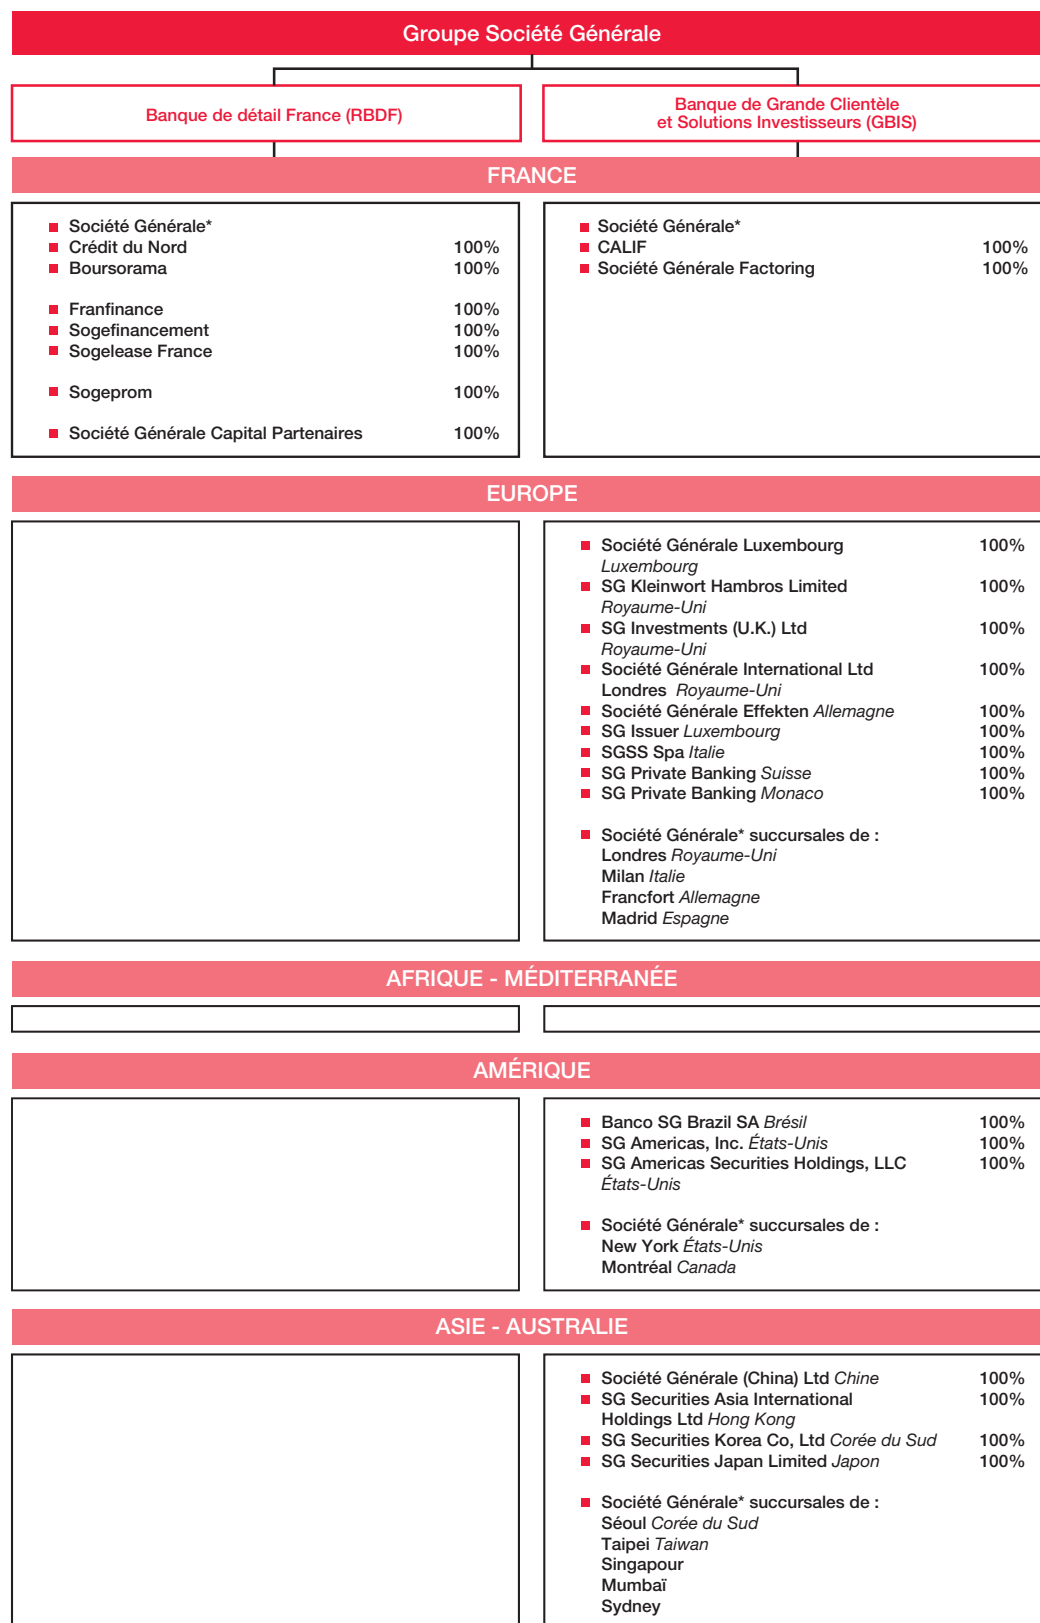 Groupe Société Générale
Banque de détail France (RBDF)
Banque de Grande Clientèle
et Solutions Investisseurs (GBIS)
FRANCE
Société Générale*
Crédit du Nord 100%
Boursorama 100%
Franfinance 100%
Sogefinancement 100%
Sogelease France 100%
Sogeprom 100%
Société Générale Capital Partenaires 100%
Société Générale*
CALIF 100%
Société Générale Factoring 100%
EUROPE
Société Générale Luxembourg 100%
Luxembourg
SG Kleinwort Hambros Limited 100%
Royaume-Uni
SG Investments (U.K.) Ltd 100%
Royaume-Uni
Société Générale International Ltd 100%
Londres Royaume-Uni
Société Générale Effekten Allemagne 100%
SG Issuer Luxembourg 100%
SGSS Spa Italie 100%
SG Private Banking Suisse 100%
SG Private Banking Monaco 100%
Société Générale* succursales de :
Londres Royaume-Uni
Milan Italie
Francfort Allemagne
Madrid Espagne
AFRIQUE - MÉDITERRANÉE
AMÉRIQUE
Banco SG Brazil SA Brésil 100%
SG Americas, Inc. États-Unis 100%
SG Americas Securities Holdings, LLC 100%
États-Unis
Société Générale* succursales de :
New York États-Unis
Montréal Canada
ASIE - AUSTRALIE
Société Générale (China) Ltd Chine 100%
SG Securities Asia International 100%
Holdings Ltd Hong Kong
SG Securities Korea Co, Ltd Corée du Sud 100%
SG Securities Japan Limited Japon 100%
Société Générale* succursales de :
Séoul Corée du Sud
Taipei Taiwan
Singapour
Mumbaï
Sydney